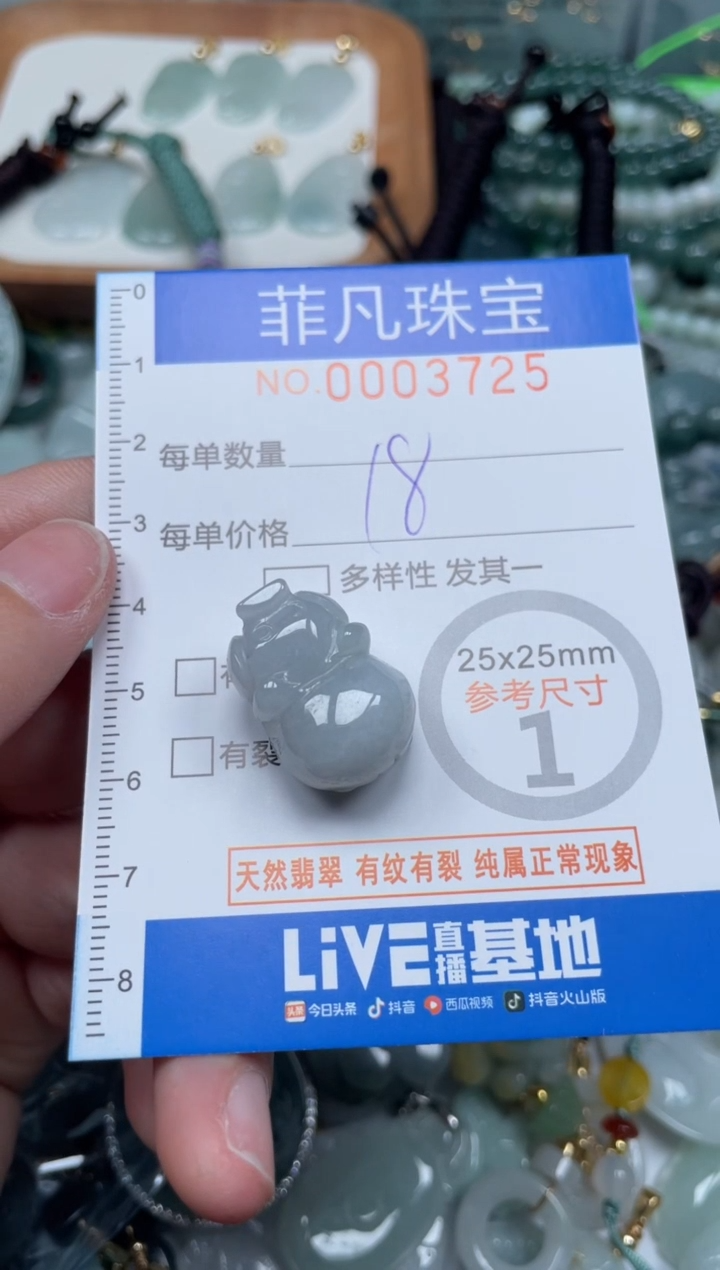 0
菲凡珠宝
1
NO.0003725
2
每单数量
18
3
每单价格
多样性 发其一
4
25x25mm
参考尺寸
1
5
有裂
6
天然翡翠 有纹有裂 纯属正常现象
7
LiVE直播基地
8
头条 今日头条 抖音 西瓜视频 抖音火山版